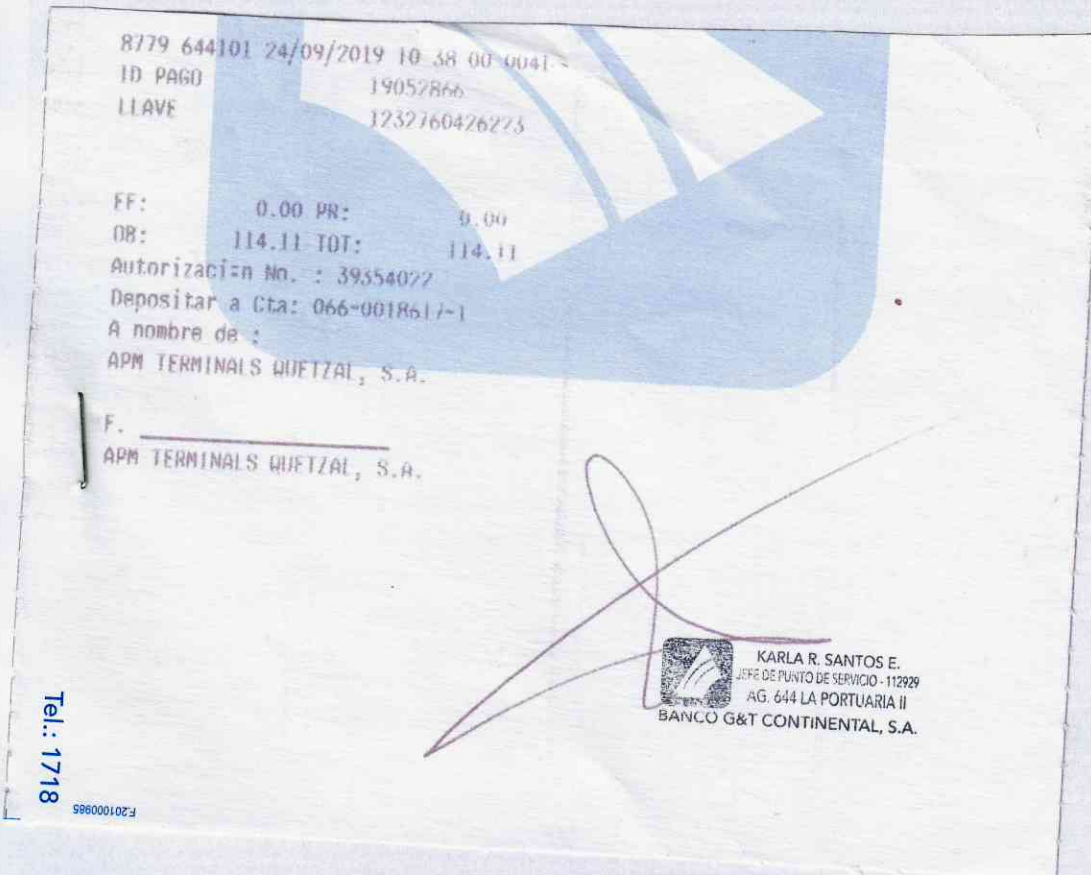 8779 644101 24/09/2019 10 38 00 0041
ID PAGO 19052866
LLAVE 1232760426223
EF: 0.00 PR: 0.00
OB: 114.11 TOT: 114.11
Autorizaci=n No. : 39354022
Depositar a Cta: 066-0018617-1
A nombre de :
APM TERMINALS QUETZAL, S.A.
F.
APM TERMINALS QUETZAL, S.A.
KARLA R. SANTOS E.
JEFE DE PUNTO DE SERVICIO - 112929
AG. 644 LA PORTUARIA II
BANCO G&T CONTINENTAL, S.A.
Tel.: 1718
F.201000985